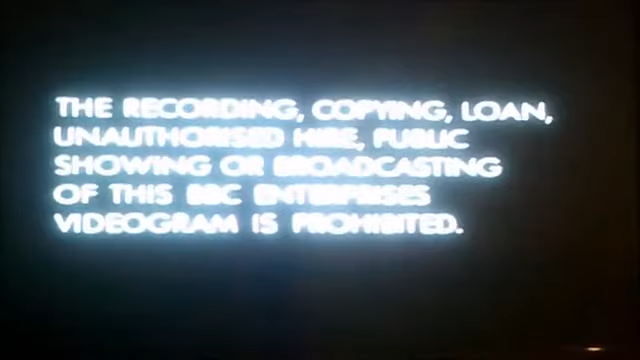 THE RECORDING, COPYING, LOAN,
UNAUTHORISED HIRE, PUBLIC
SHOWING OR BROADCASTING
OF THIS BBC ENTERPRISES
VIDEOGRAM IS PROHIBITED.